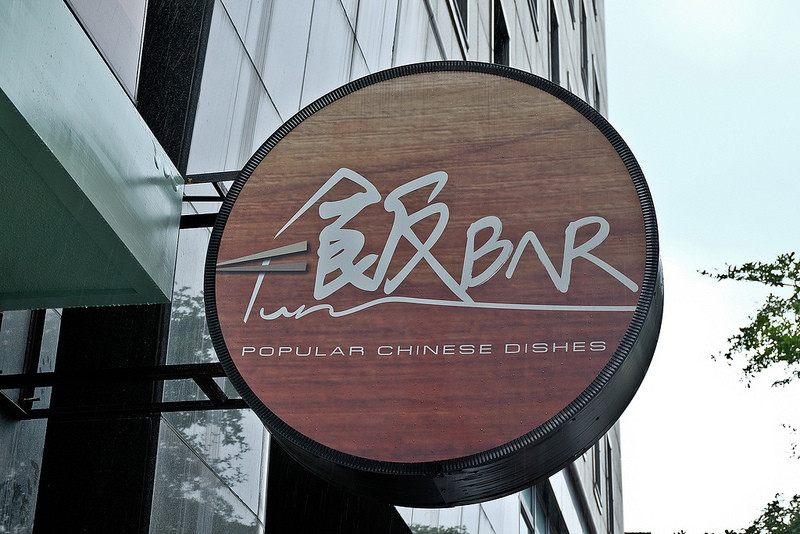 飯BAR
Fun
POPULAR CHINESE DISHES